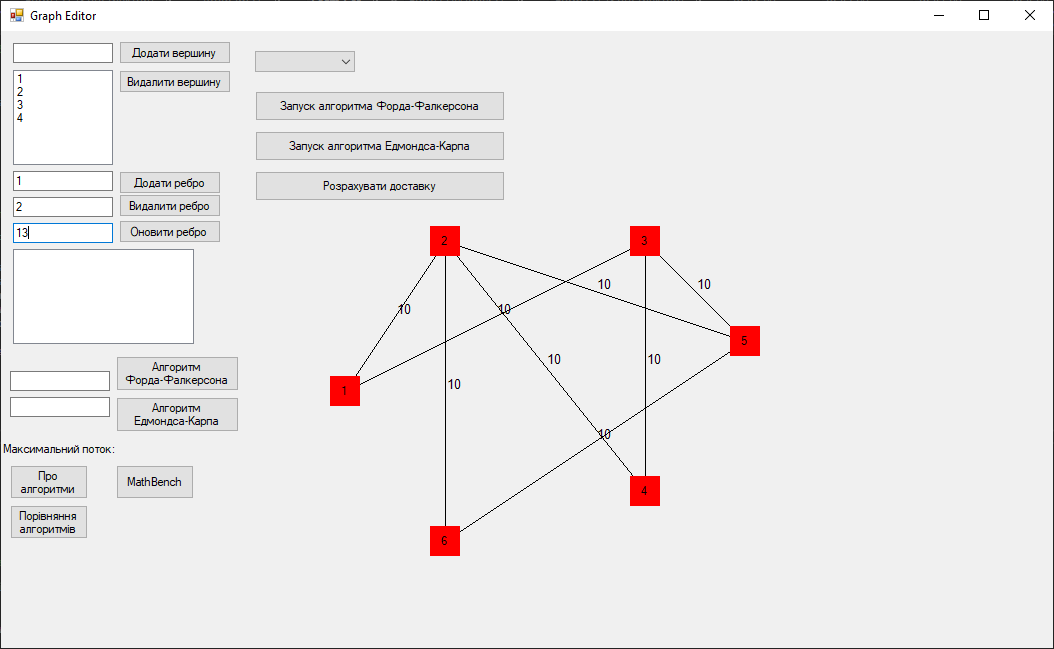 Graph Editor
Додати вершину
Видалити вершину
1
2
3
4
1
Додати ребро
2
Видалити ребро
13
Оновити ребро
Алгоритм
Форда-Фалкерсона
Алгоритм
Едмондса-Карпа
Максимальний поток:
Про
алгоритми
MathBench
Порівняння
алгоритмів
Запуск алгоритма Форда-Фалкерсона
Запуск алгоритма Едмондса-Карпа
Розрахувати доставку
2
3
10
10
10
10
5
10
10
10
1
10
4
6